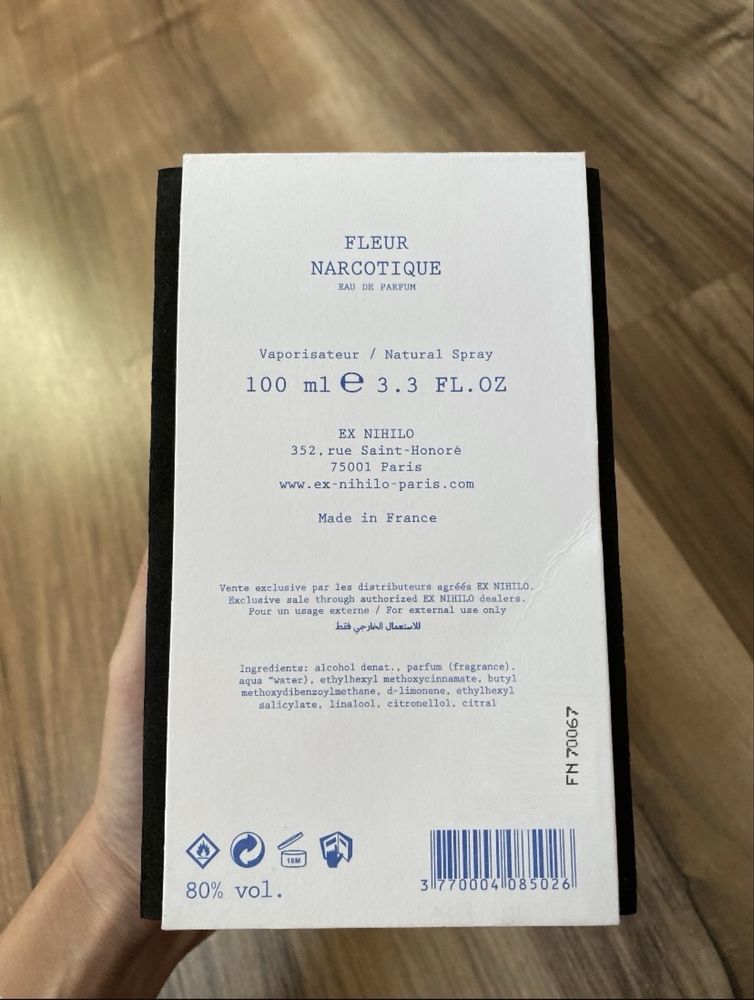 FLEUR
NARCOTIQUE
EAU DE PARFUM
Vaporisateur / Natural Spray
100 ml ℮ 3.3 FL.OZ
EX NIHILO
352, rue Saint-Honoré
75001 Paris
www.ex-nihilo-paris.com
Made in France
Vente exclusive par les distributeurs agréés EX NIHILO.
Exclusive sale through authorized EX NIHILO dealers.
Pour un usage externe / For external use only
للاستعمال الخارجي فقط
Ingredients: alcohol denat., parfum (fragrance).
aqua "water), ethylhexyl methoxycinnamate, butyl
methoxydibenzoylmethane, d-limonene, ethylhexyl
salicylate, linalool, citronellol, citral
FN 70067
18M
80% vol.
3 770004 085026